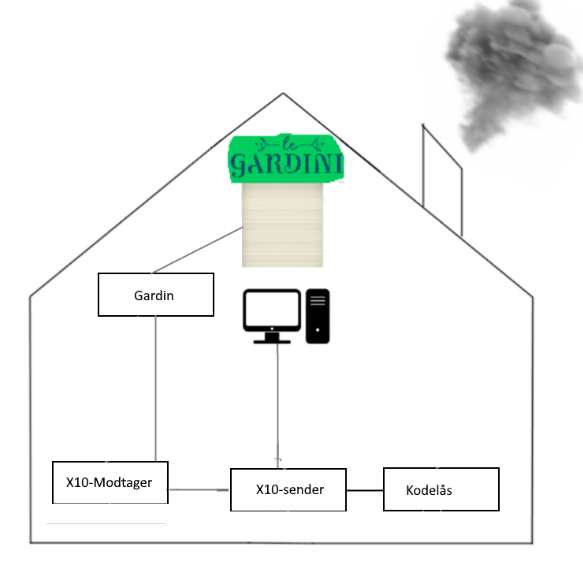 le
GARDINI
Gardin
X10-Modtager
X10-sender
Kodelås